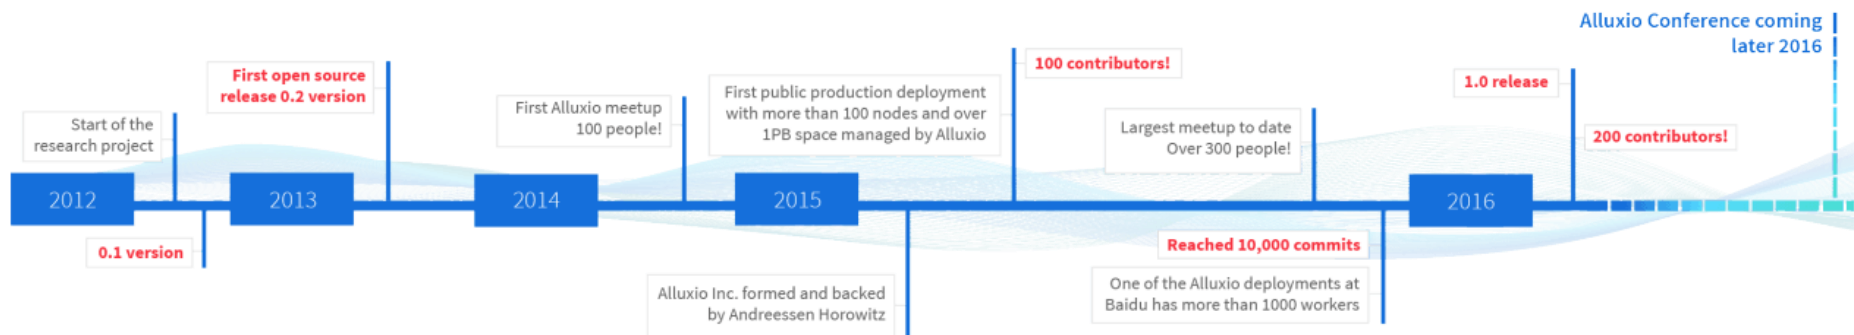 2012
Start of the
research project
0.1 version
2013
First open source
release 0.2 version
2014
First Alluxio meetup
100 people!
2015
Alluxio Inc. formed and backed
by Andreessen Horowitz
First public production deployment
with more than 100 nodes and over
1PB space managed by Alluxio
100 contributors!
Largest meetup to date
Over 300 people!
Reached 10,000 commits
One of the Alluxio deployments at
Baidu has more than 1000 workers
2016
1.0 release
200 contributors!
Alluxio Conference coming
later 2016